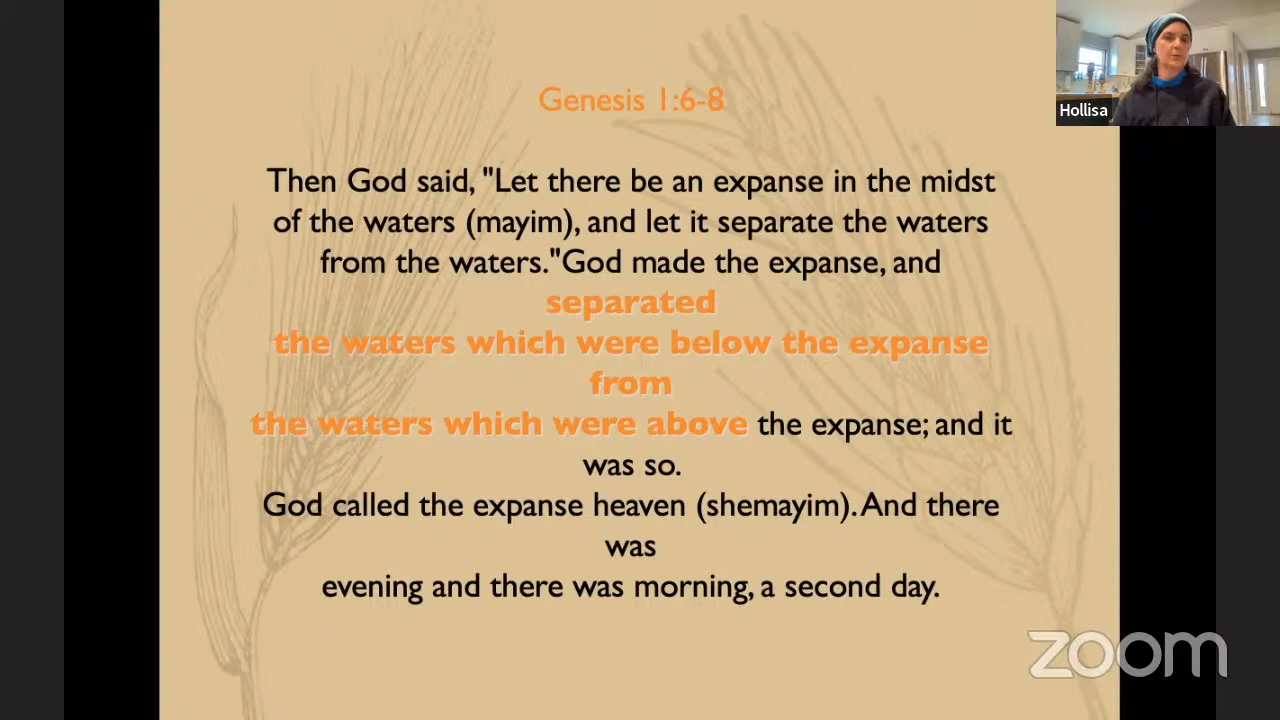 Genesis 1:6-8
Then God said, "Let there be an expanse in the midst
of the waters (mayim), and let it separate the waters
from the waters."God made the expanse, and
separated
the waters which were below the expanse
from
the waters which were above the expanse; and it
was so.
God called the expanse heaven (shemayim). And there
was
evening and there was morning, a second day.
Hollisa
zoom